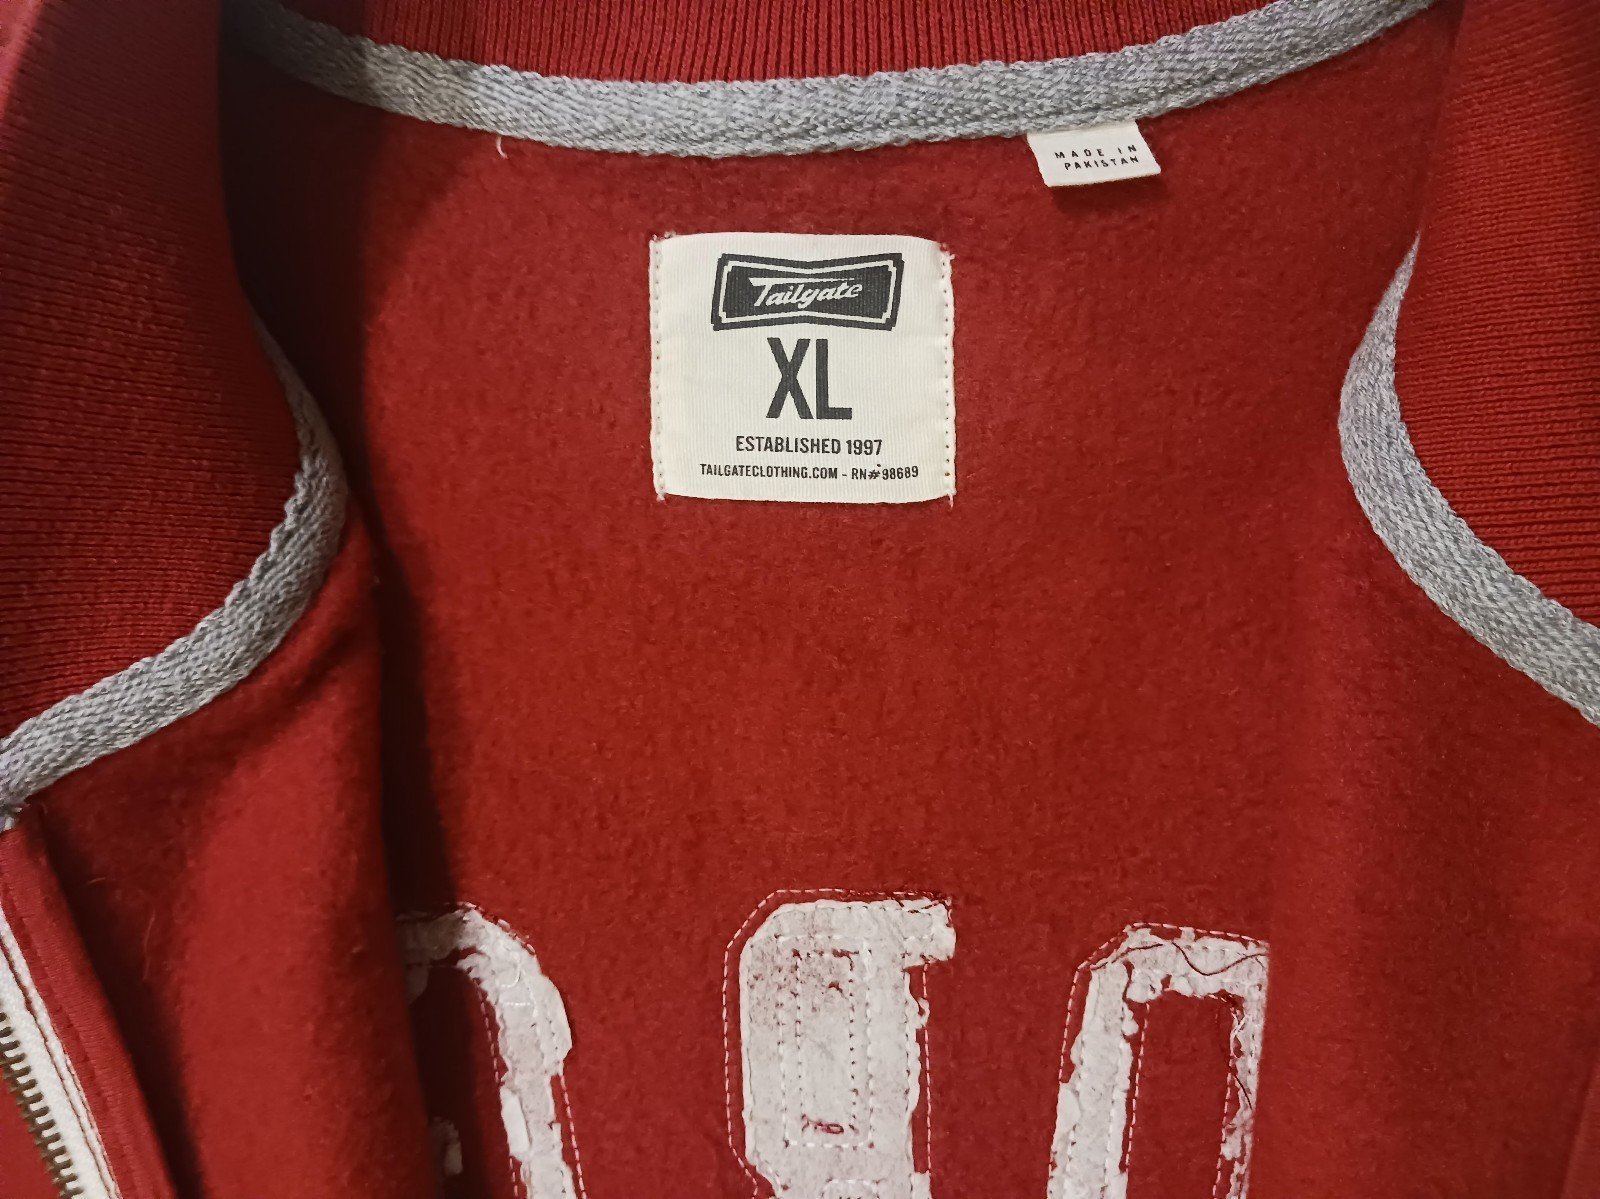 MADE IN
PAKISTAN
Tailgate
XL
ESTABLISHED 1997
TAILGATECLOTHING.COM - RN#98689